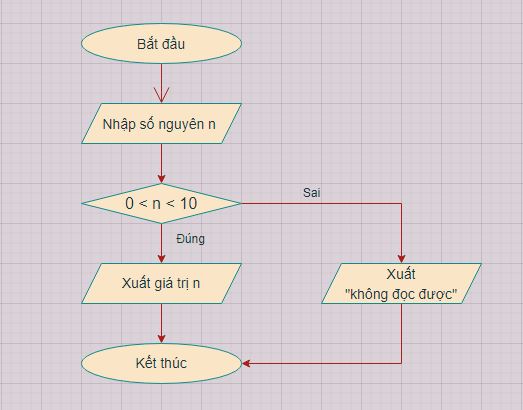 Bắt đầu
Nhập số nguyên n
0 < n < 10
Sai
Đúng
Xuất giá trị n
Xuất
"không đọc được"
Kết thúc